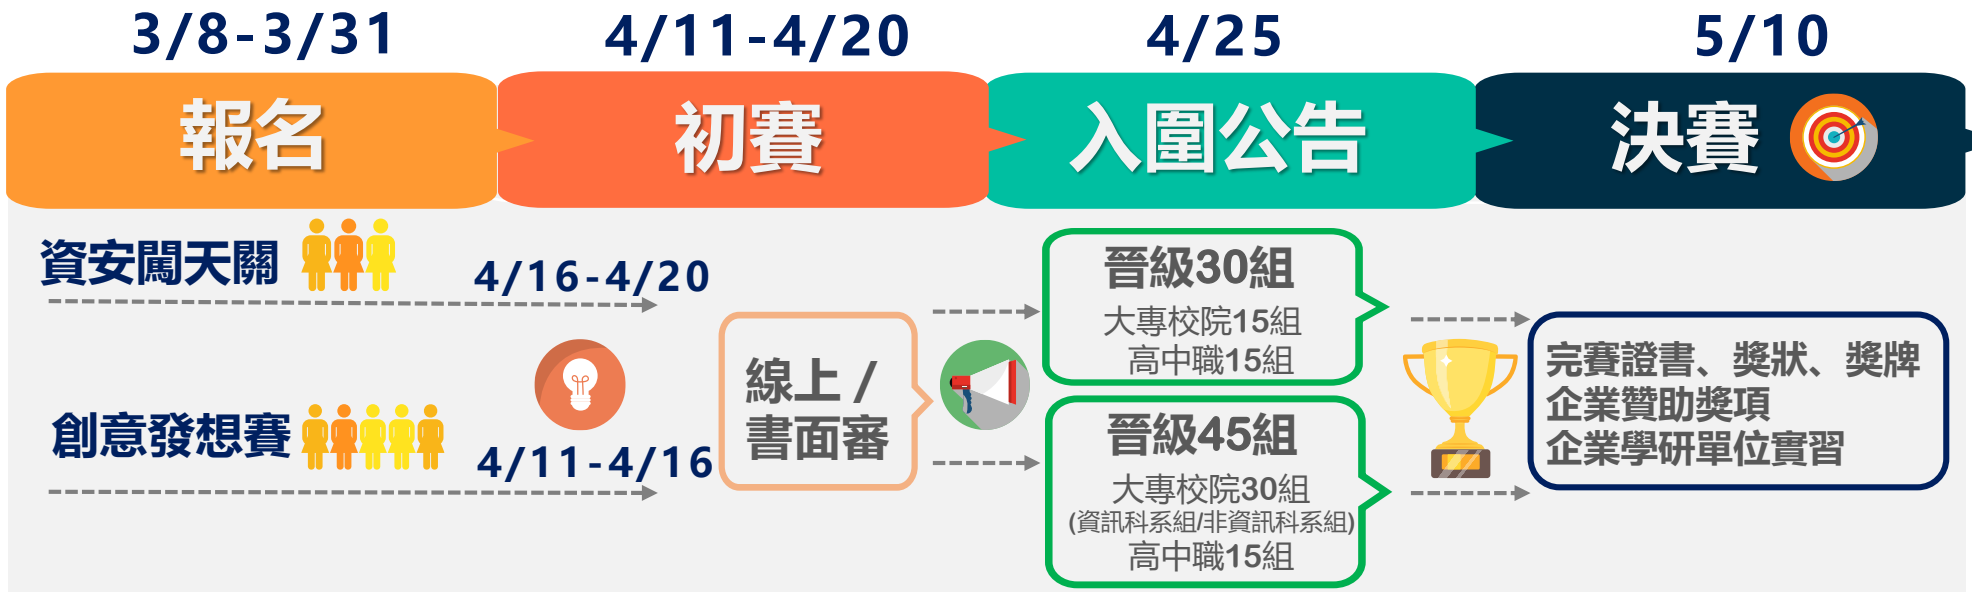 3/8-3/31
4/11-4/20
4/25
5/10
報名
初賽
入圍公告
決賽
資安闖天關
4/16-4/20
創意發想賽
4/11-4/16
線上 /
書面審
晉級30組
大專校院15組
高中職15組
晉級45組
大專校院30組
(資訊科系組/非資訊科系組)
高中職15組
完賽證書、獎狀、獎牌
企業贊助獎項
企業學研單位實習